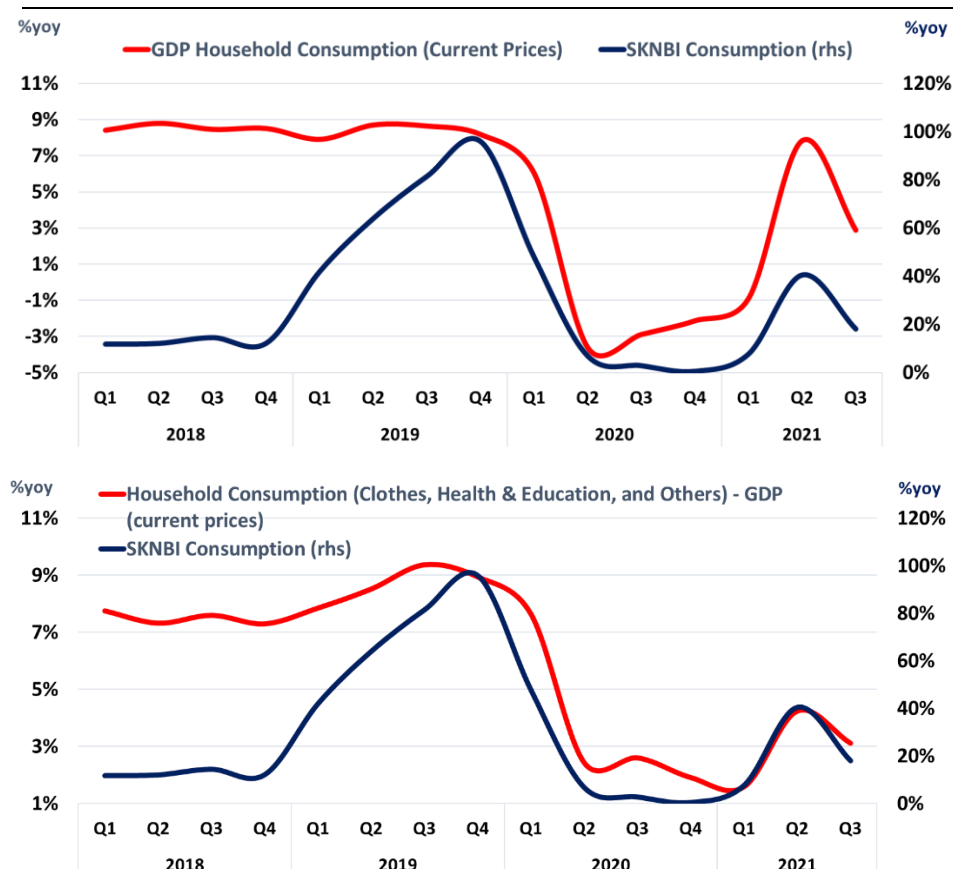 %yoy %yoy
GDP Household Consumption (Current Prices) SKNBI Consumption (rhs)
11% 120%
9% 100%
7% 80%
5%
3% 60%
1% 40%
-1%
-3% 20%
-5% 0%
Q1 Q2 Q3 Q4 Q1 Q2 Q3 Q4 Q1 Q2 Q3 Q4 Q1 Q2 Q3
2018 2019 2020 2021
%yoy %yoy
Household Consumption (Clothes, Health & Education, and Others) - GDP
(current prices)
SKNBI Consumption (rhs)
11% 120%
9% 100%
7% 80%
60%
5% 40%
3% 20%
1% 0%
Q1 Q2 Q3 Q4 Q1 Q2 Q3 Q4 Q1 Q2 Q3 Q4 Q1 Q2 Q3
2018 2019 2020 2021